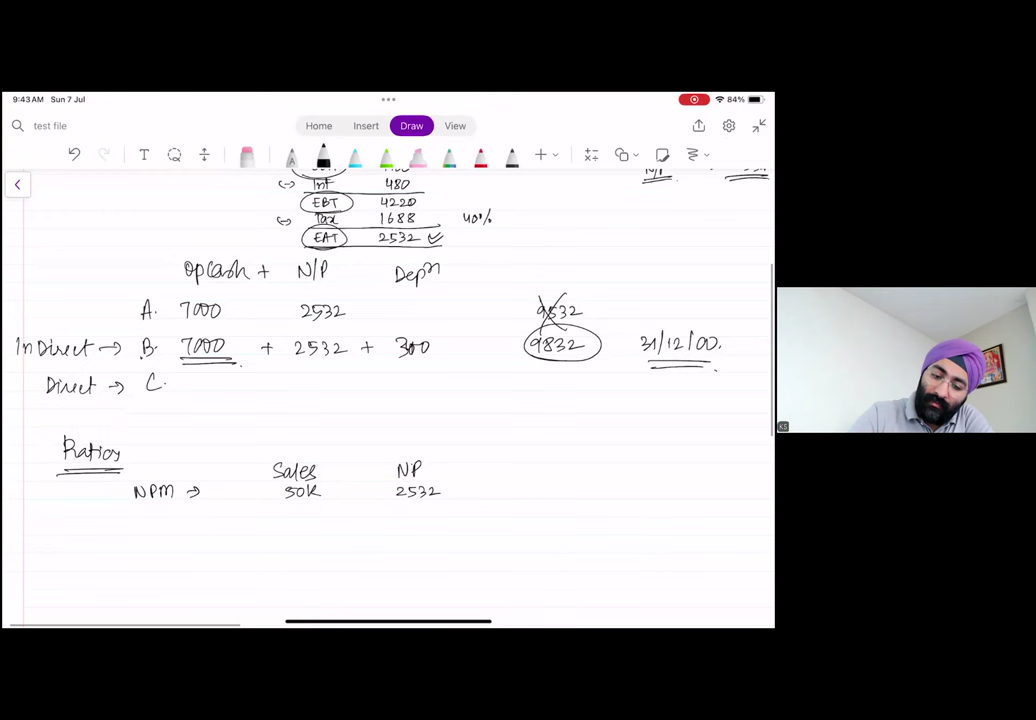 9:43 AM Sun 7 Jul
84%
test file
Home Insert Draw View
Int 480
EBT 4220
Tax 1688 40%
EAT 2532
OpCash + N/P Depn
A. 7000 2532 9532
InDirect → B. 7000 + 2532 + 300 9832 31/12/00.
Direct → C.
Ratios
Sales NP
NPM → 50k 2532
KS